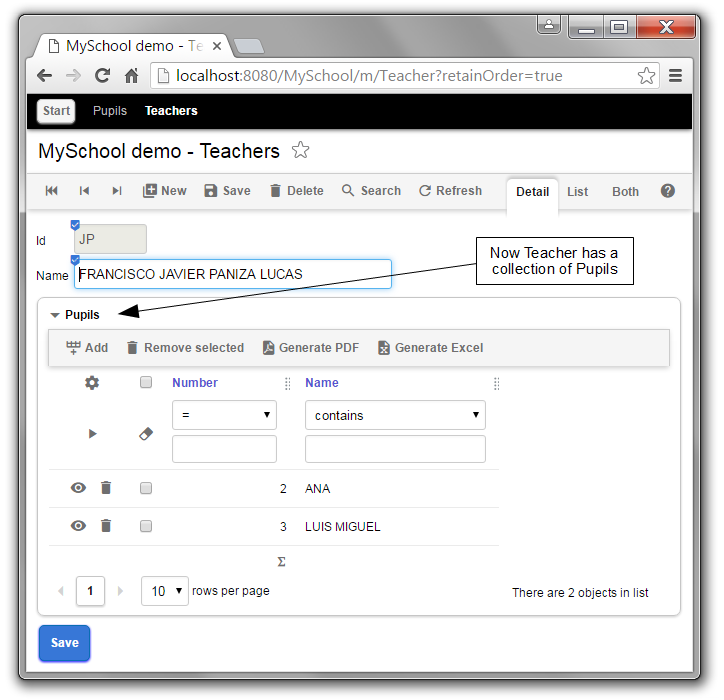 MySchool demo - Te
localhost:8080/MySchool/m/Teacher?retainOrder=true
Start Pupils Teachers
MySchool demo - Teachers
New Save Delete Search Refresh Detail List Both ?
Id JP
Name FRANCISCO JAVIER PANIZA LUCAS
Now Teacher has a
collection of Pupils
Pupils
Add Remove selected Generate PDF Generate Excel
Number Name
= contains
2 ANA
3 LUIS MIGUEL
Σ
1 10 rows per page There are 2 objects in list
Save